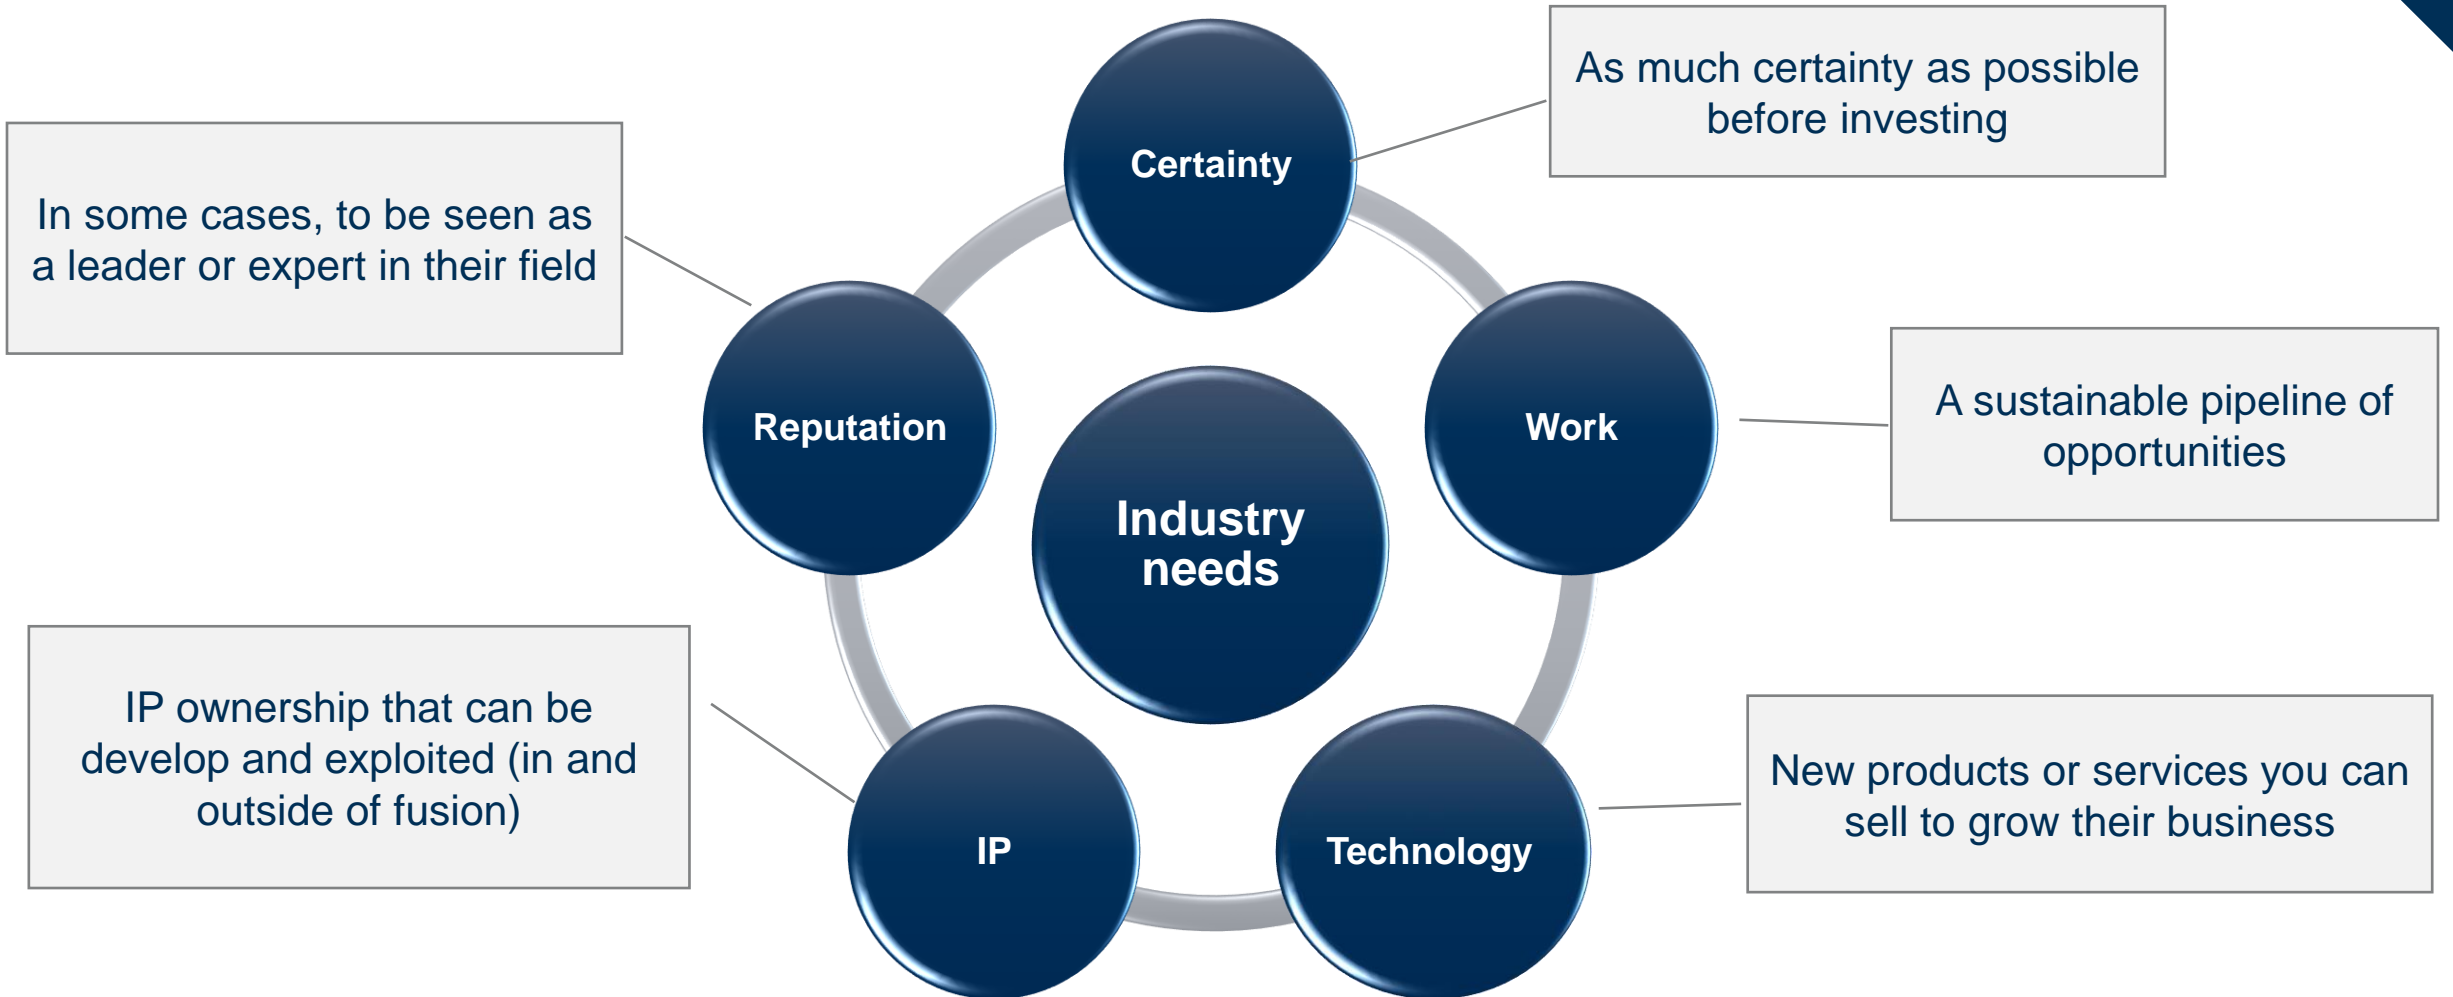 As much certainty as possible
before investing
Certainty
In some cases, to be seen as
a leader or expert in their field
Reputation
Work
A sustainable pipeline of
opportunities
Industry
needs
IP ownership that can be
develop and exploited (in and
outside of fusion)
IP
Technology
New products or services you can
sell to grow their business